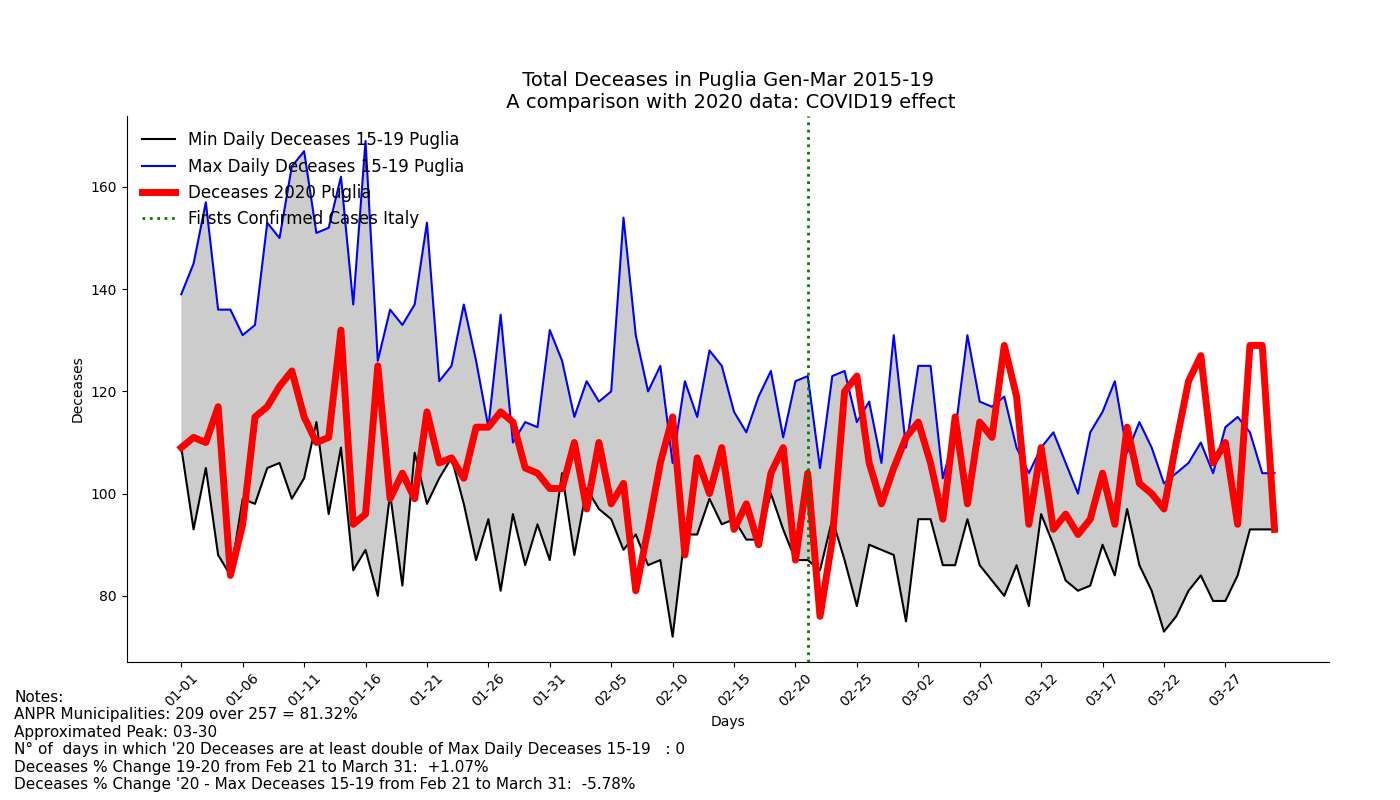 Total Deceases in Puglia Gen-Mar 2015-19
A comparison with 2020 data: COVID19 effect
Min Daily Deceases 15-19 Puglia
Max Daily Deceases 15-19 Puglia
Deceases 2020 Puglia
Firsts Confirmed Cases Italy
Deceases
160
140
120
100
80
01-01
01-06
01-11
01-16
01-21
01-26
01-31
02-05
02-10
02-15
02-20
02-25
03-02
03-07
03-12
03-17
03-22
03-27
Days
Notes:
ANPR Municipalities: 209 over 257 = 81.32%
Approximated Peak: 03-30
N° of  days in which '20 Deceases are at least double of Max Daily Deceases 15-19   : 0
Deceases % Change 19-20 from Feb 21 to March 31:  +1.07%
Deceases % Change '20 - Max Deceases 15-19 from Feb 21 to March 31:  -5.78%